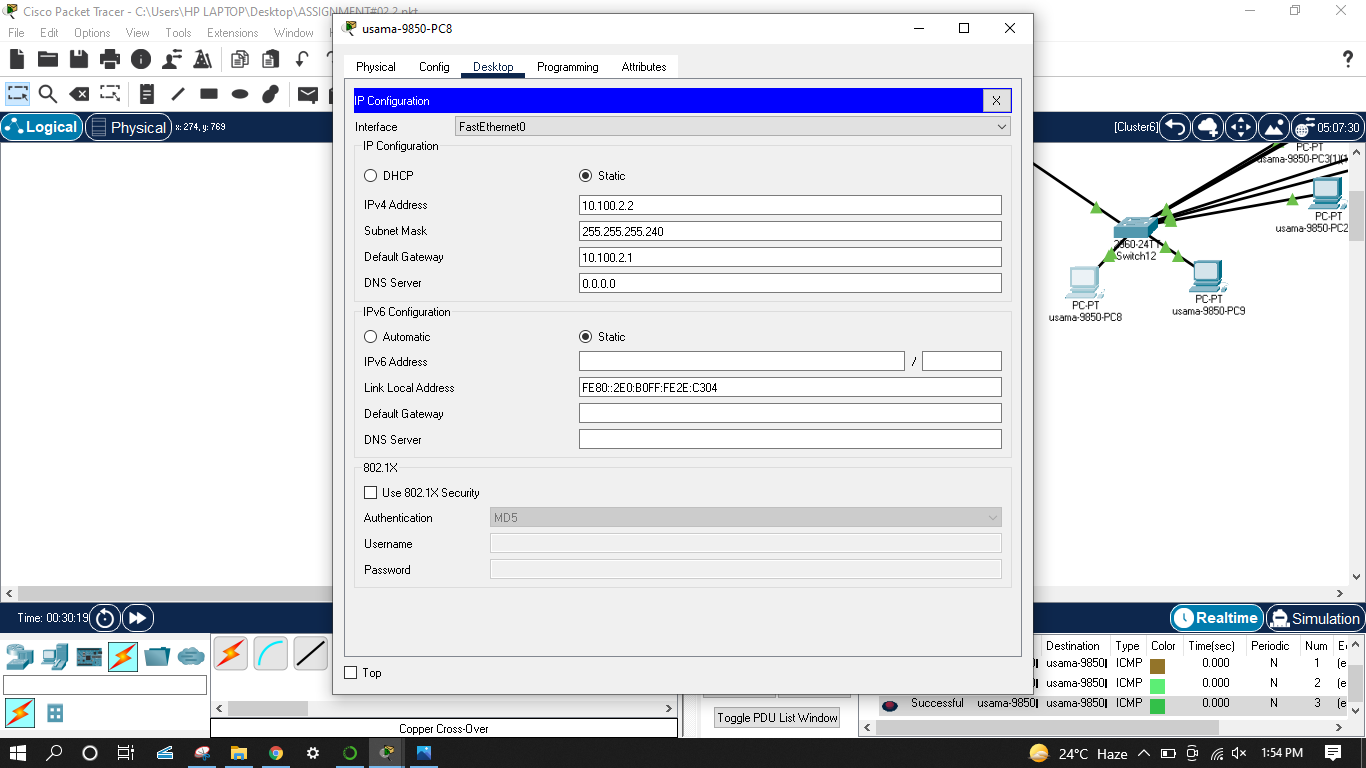 Cisco Packet Tracer - C:\Users\HP LAPTOP\Desktop\ASSIGNMENT#02 2.pkt
File Edit Options View Tools Extensions Window
usama-9850-PC8
Physical Config Desktop Programming Attributes
IP Configuration X
Interface FastEthernet0
IP Configuration
DHCP Static
IPv4 Address 10.100.2.2
Subnet Mask 255.255.255.240
Default Gateway 10.100.2.1
DNS Server 0.0.0.0
IPv6 Configuration
Automatic Static
IPv6 Address /
Link Local Address FE80::2E0:B0FF:FE2E:C304
Default Gateway
DNS Server
802.1X
Use 802.1X Security
Authentication MD5
Username
Password
Top
Logical Physical x: 274, y: 769
[Cluster6] 05:07:30
PC-PT
usama-9850-PC3(1)(1
PC-PT
usama-9850-PC2
2960-24TT
Switch12
PC-PT
usama-9850-PC8
PC-PT
usama-9850-PC9
Time: 00:30:19
Realtime Simulation
Copper Cross-Over
Toggle PDU List Window
Destination Type Color Time(sec) Periodic Num
usama-9850 ICMP 0.000 N 1 (e
usama-9850 ICMP 0.000 N 2 (e
Successful usama-9850 usama-9850 ICMP 0.000 N 3 (e
24°C Haze 1:54 PM